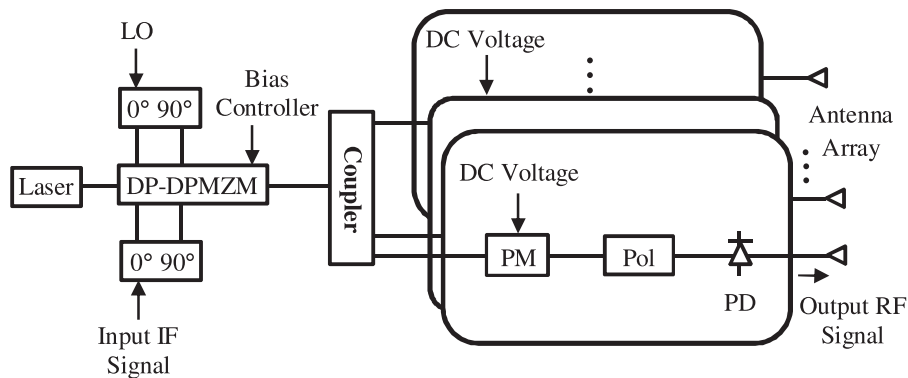 LO
0° 90°
Bias
Controller
Laser
DP-DPMZM
0° 90°
Input IF
Signal
Coupler
DC Voltage
DC Voltage
PM
Pol
PD
Antenna
Array
Output RF
Signal